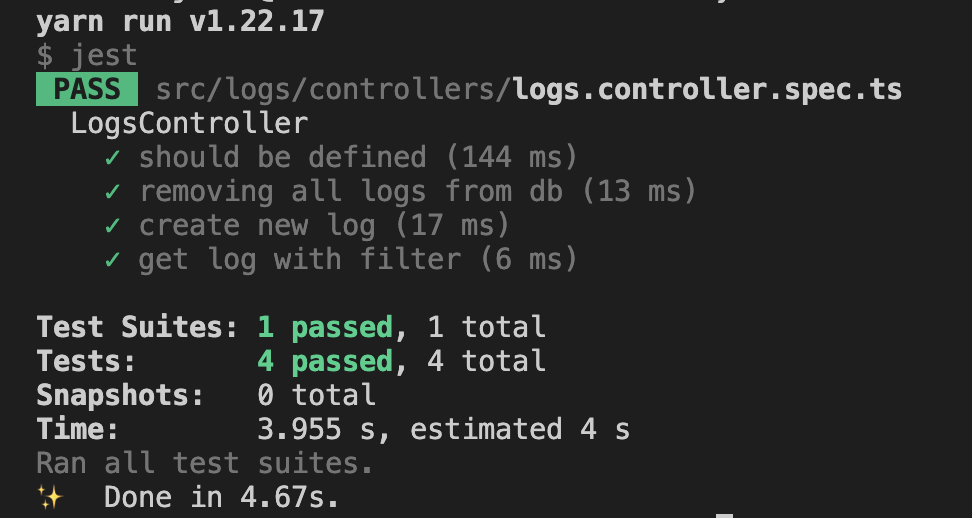 yarn run v1.22.17
$ jest
PASS src/logs/controllers/logs.controller.spec.ts
LogsController
✓ should be defined (144 ms)
✓ removing all logs from db (13 ms)
✓ create new log (17 ms)
✓ get log with filter (6 ms)
Test Suites: 1 passed, 1 total
Tests: 4 passed, 4 total
Snapshots: 0 total
Time: 3.955 s, estimated 4 s
Ran all test suites.
✨ Done in 4.67s.